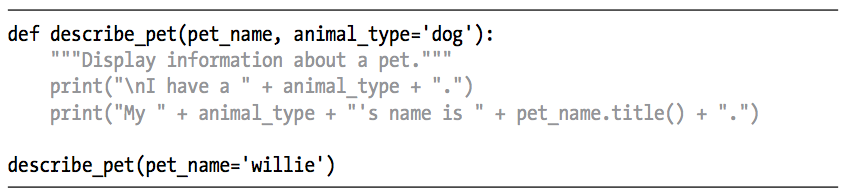 def describe_pet(pet_name, animal_type='dog'):
    """Display information about a pet."""
    print("\nI have a " + animal_type + ".")
    print("My " + animal_type + "'s name is " + pet_name.title() + ".")
describe_pet(pet_name='willie')